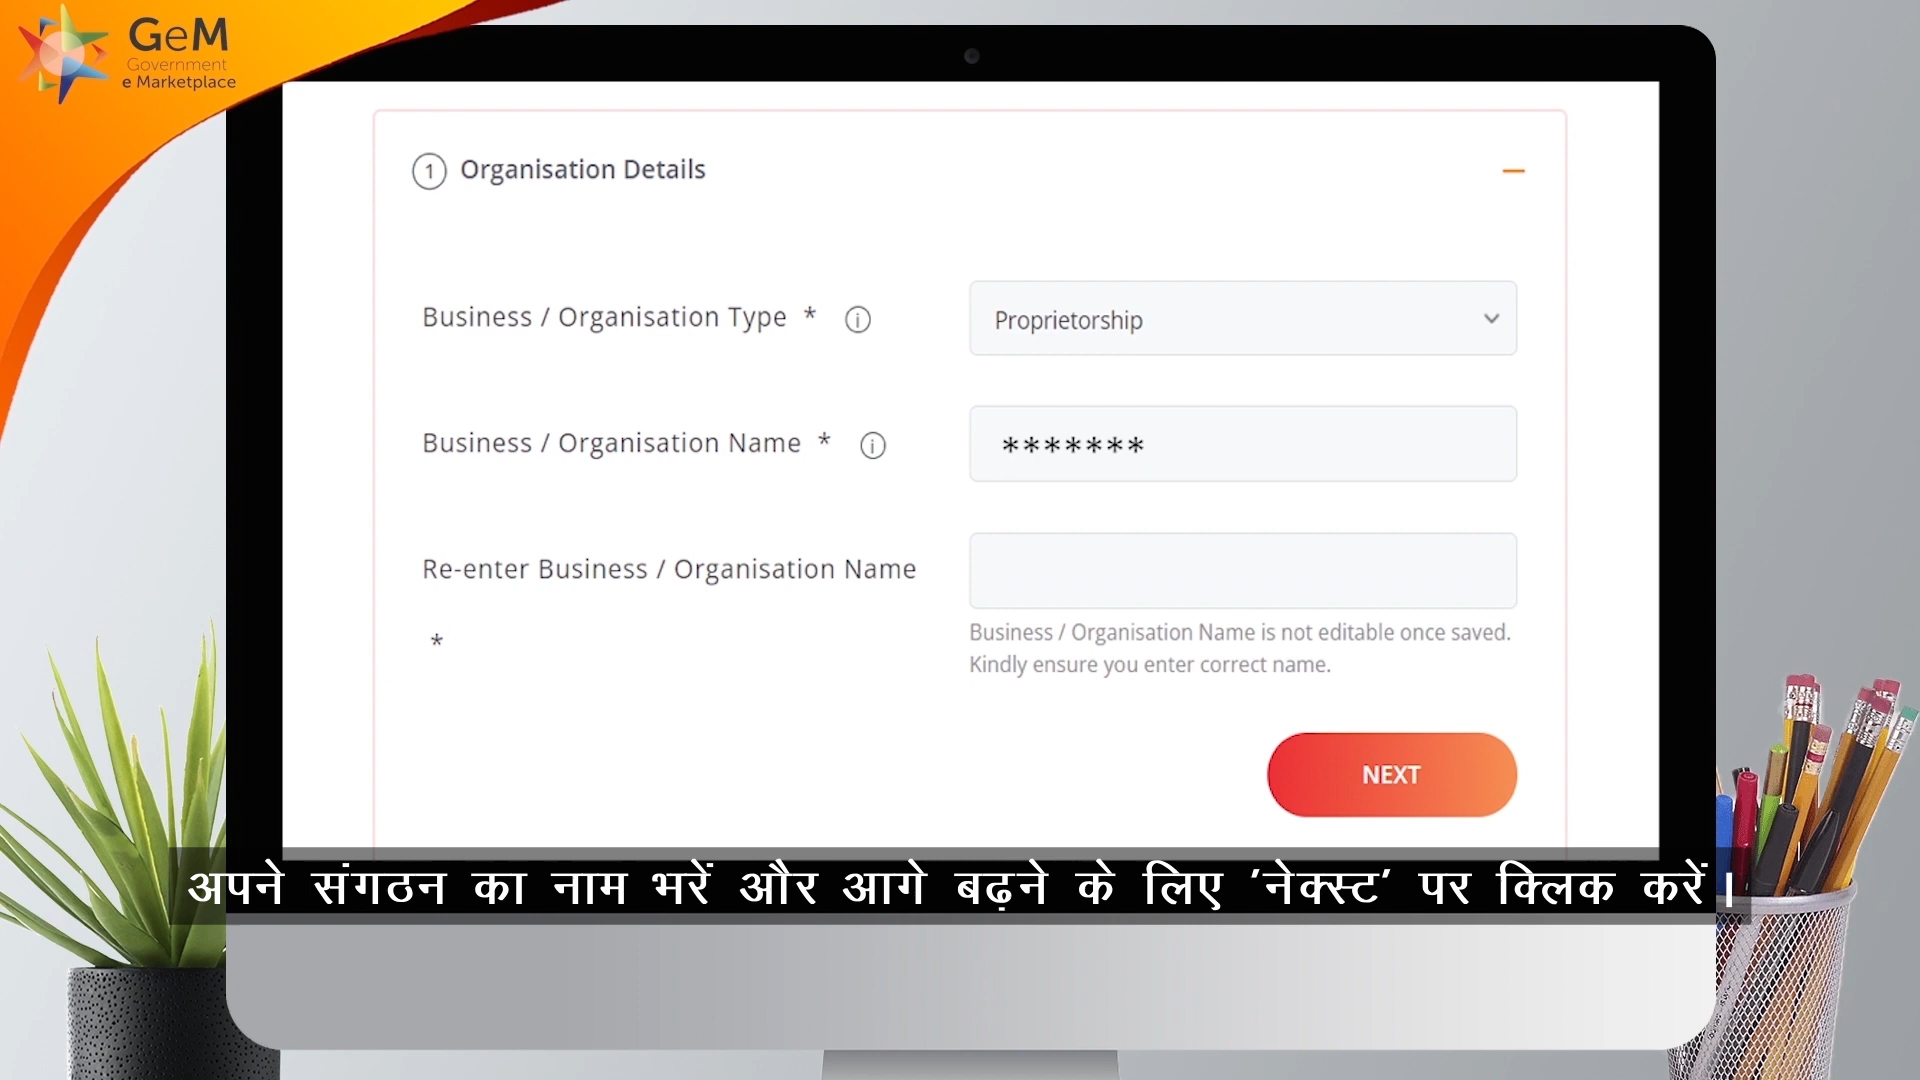 GeM
Government
e Marketplace
1 Organisation Details
Business / Organisation Type *
Proprietorship
Business / Organisation Name *
*******
Re-enter Business / Organisation Name
*
Business / Organisation Name is not editable once saved.
Kindly ensure you enter correct name.
NEXT
अपने संगठन का नाम भरें और आगे बढ़ने के लिए 'नेक्स्ट' पर क्लिक करें।